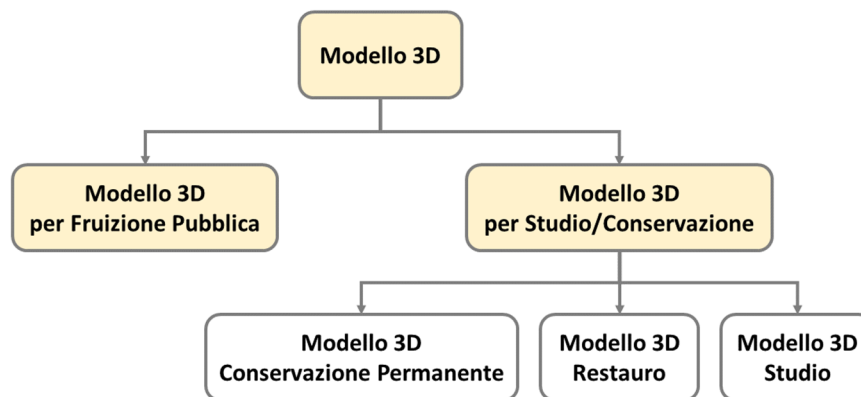 Modello 3D
Modello 3D
per Fruizione Pubblica
Modello 3D
per Studio/Conservazione
Modello 3D
Conservazione Permanente
Modello 3D
Restauro
Modello 3D
Studio